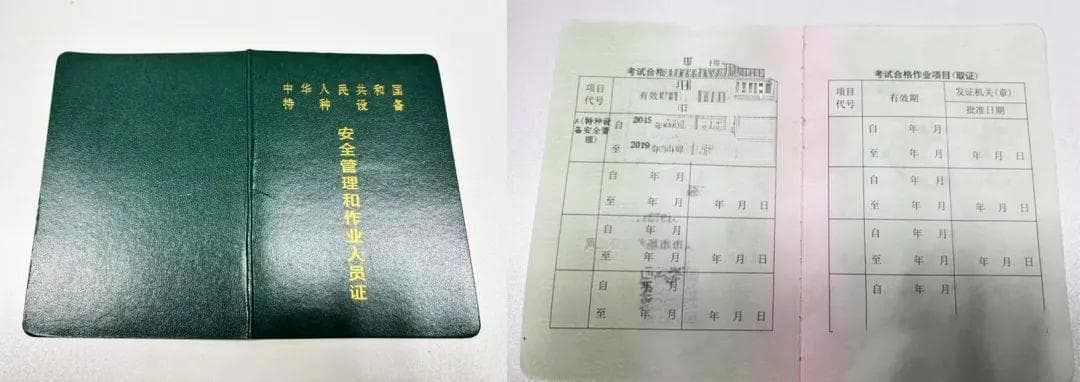 中华人民共和国
特种设备
安全管理和作业人员证
考试合格
项目
代号
有效
A(特种设
备安全管
理)
自 2015 年
至 2019 年
自 年 月
至 年 月 年 月 日
自 年 月
至 年 月 年 月 日
自 年 月
至 年 月 年 月 日
考试合格作业项目(取证)
项目
代号
有效期
发证机关(章)
批准日期
自 年 月
至 年 月 年 月 日
自 年 月
至 年 月 年 月 日
自 年 月
至 年 月 年 月 日
自 年 月